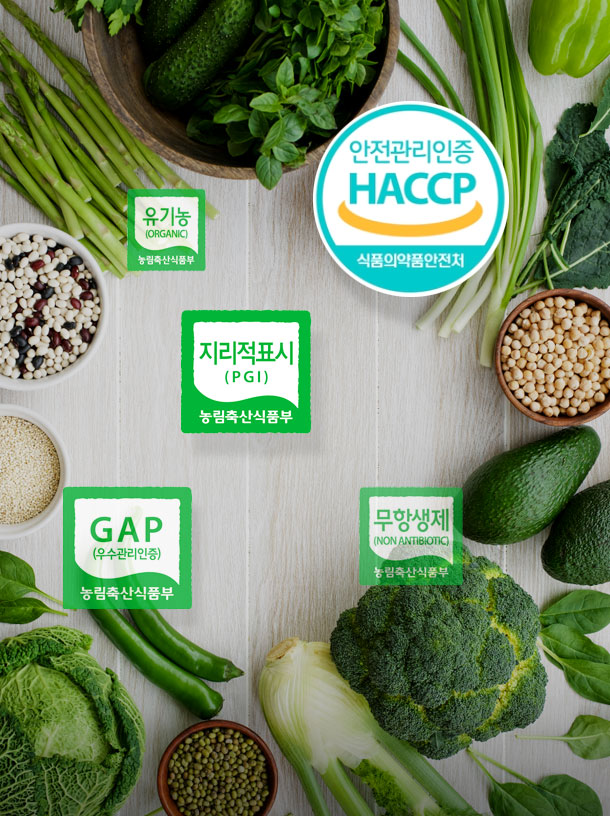 안전관리인증
HACCP
식품의약품안전처
유기농
(ORGANIC)
농림축산식품부
지리적표시
(PGI)
농림축산식품부
GAP
(우수관리인증)
농림축산식품부
무항생제
(NON ANTIBIOTIC)
농림축산식품부